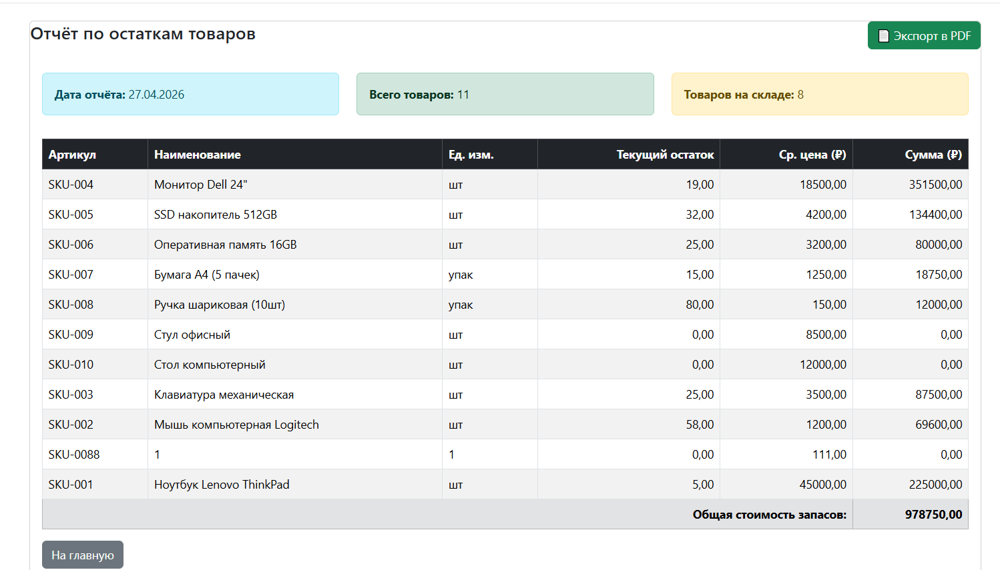 Отчёт по остаткам товаров
Экспорт в PDF
Дата отчёта: 27.04.2026 Всего товаров: 11 Товаров на складе: 8
Артикул Наименование Ед. изм. Текущий остаток Ср. цена (₽) Сумма (₽)
SKU-004 Монитор Dell 24" шт 19,00 18500,00 351500,00
SKU-005 SSD накопитель 512GB шт 32,00 4200,00 134400,00
SKU-006 Оперативная память 16GB шт 25,00 3200,00 80000,00
SKU-007 Бумага A4 (5 пачек) упак 15,00 1250,00 18750,00
SKU-008 Ручка шариковая (10шт) упак 80,00 150,00 12000,00
SKU-009 Стул офисный шт 0,00 8500,00 0,00
SKU-010 Стол компьютерный шт 0,00 12000,00 0,00
SKU-003 Клавиатура механическая шт 25,00 3500,00 87500,00
SKU-002 Мышь компьютерная Logitech шт 58,00 1200,00 69600,00
SKU-0088 1 1 0,00 111,00 0,00
SKU-001 Ноутбук Lenovo ThinkPad шт 5,00 45000,00 225000,00
Общая стоимость запасов: 978750,00
На главную